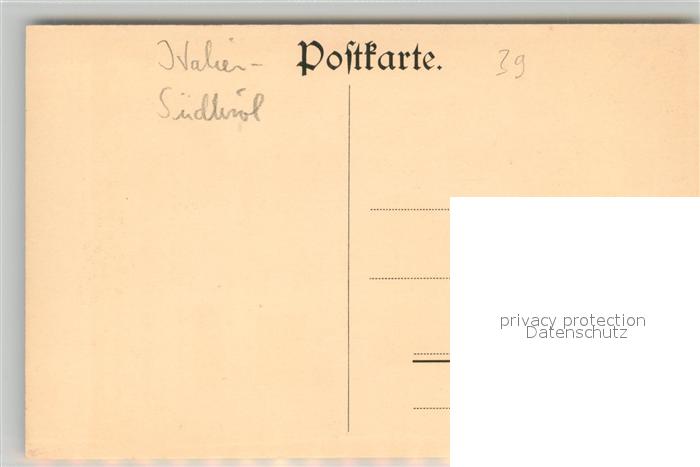 Italien-
Postkarte.
39
Südtirol
privacy protection
Datenschutz